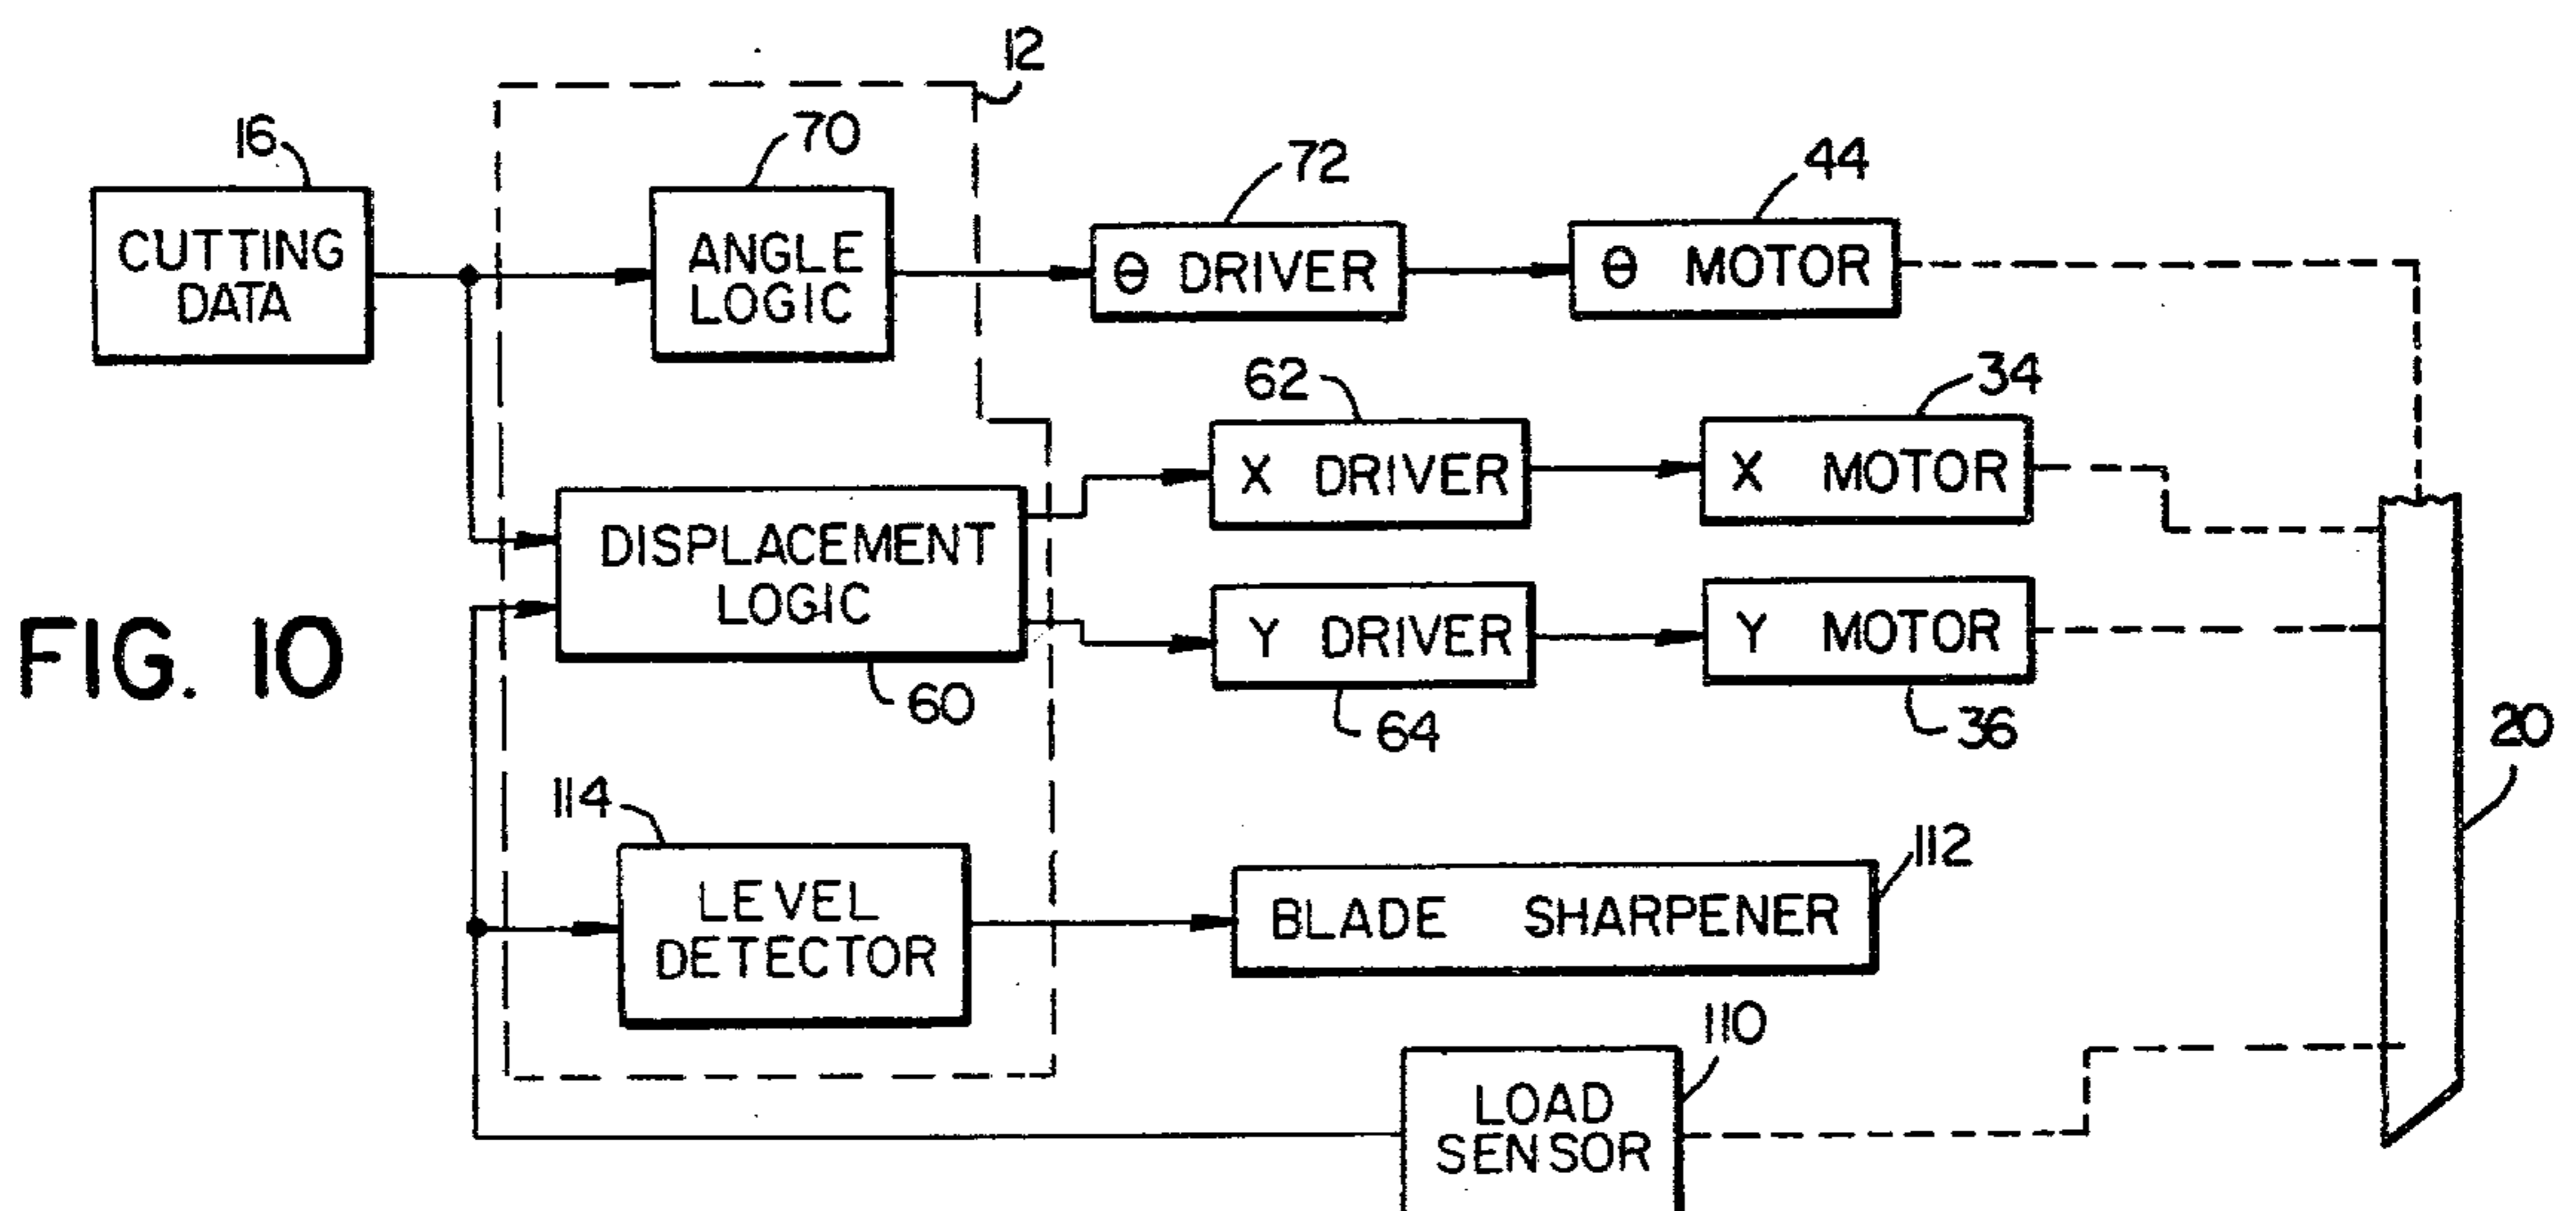 12
16
70
72
44
CUTTING
DATA
ANGLE
LOGIC
Θ DRIVER
Θ MOTOR
62
34
X DRIVER
X MOTOR
DISPLACEMENT
LOGIC
Y DRIVER
Y MOTOR
FIG. 10
60
64
36
20
114
112
LEVEL
DETECTOR
BLADE SHARPENER
110
LOAD
SENSOR